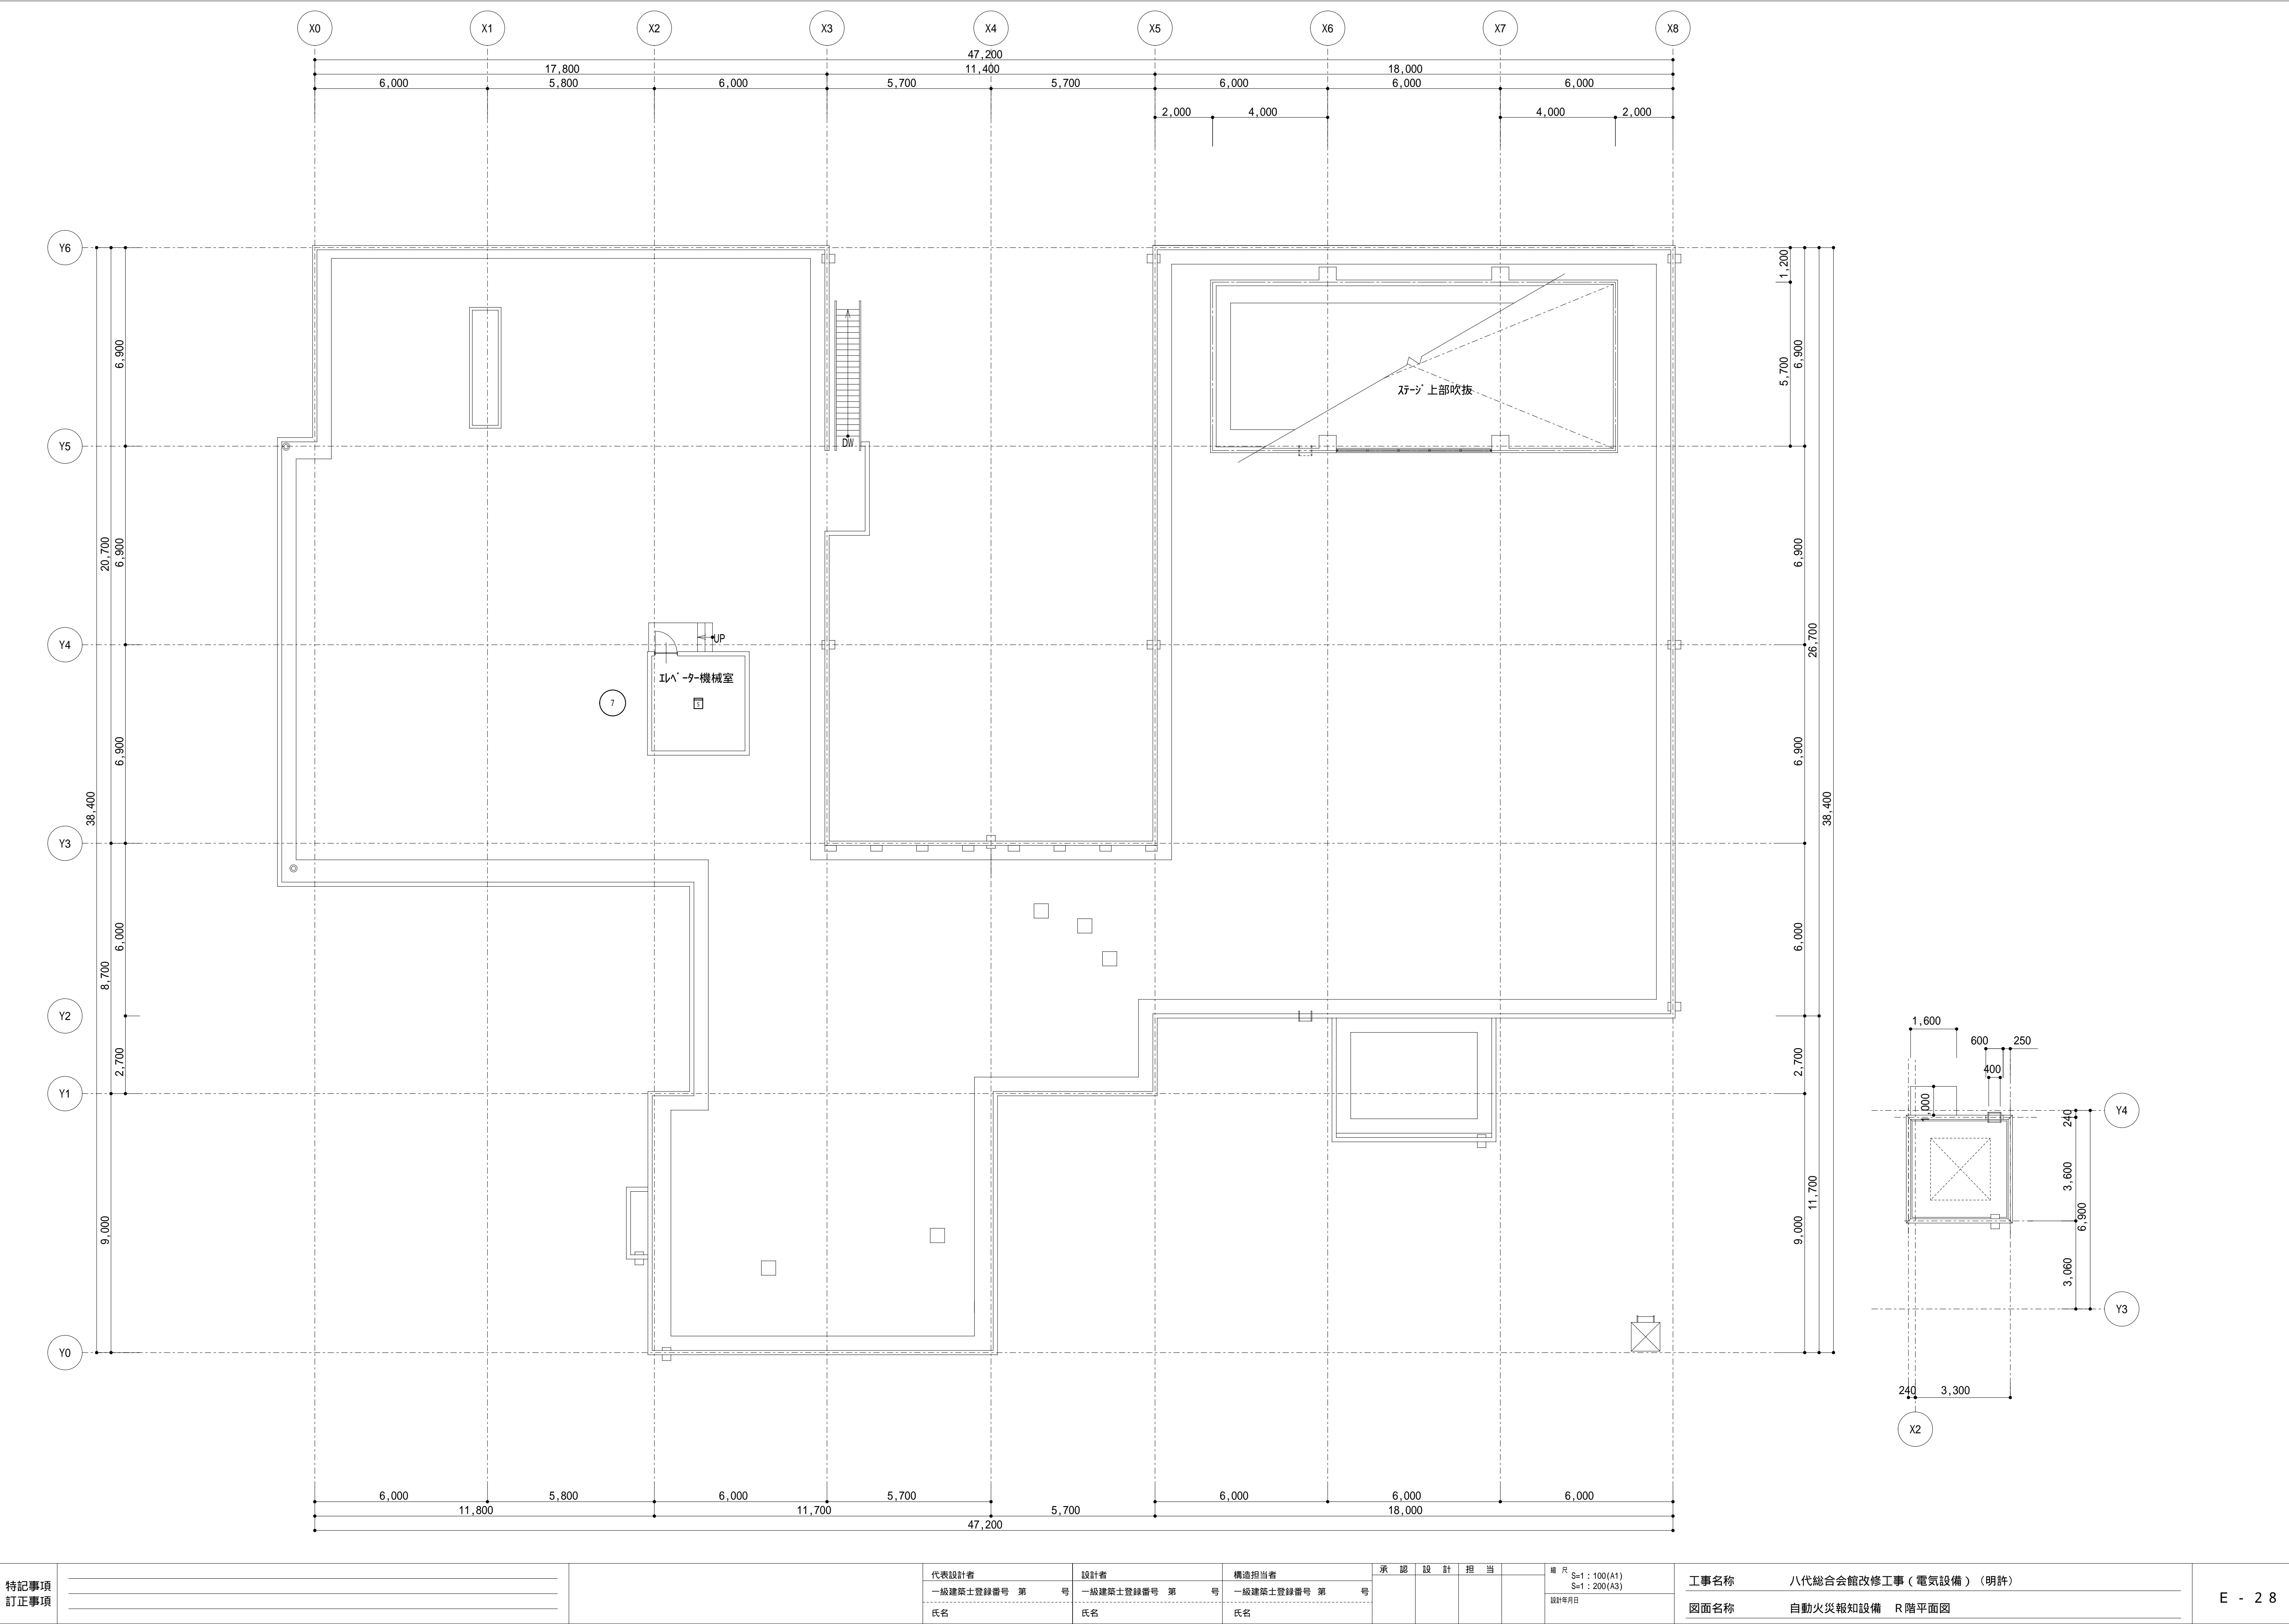 X0 X1 X2 X3 X4 X5 X6 X7 X8
47,200
17,800 11,400 18,000
6,000 5,800 6,000 5,700 5,700 6,000 6,000 6,000
2,000 4,000 4,000 2,000
Y6
Y5
Y4
Y3
Y2
Y1
Y0
6,900
6,900
6,900
6,000
2,700
20,700
8,700
9,000
38,400
DW
UP
ｴﾚﾍﾞｰﾀｰ機械室
7
S
ｽﾃｰｼﾞ上部吹抜
1,200
5,700
6,900
6,900
6,900
6,000
2,700
9,000
26,700
11,700
38,400
1,600
600 250
400
1,000
Y4
240
3,600
6,900
3,060
Y3
240 3,300
X2
6,000 5,800 6,000 5,700 6,000 6,000 6,000
11,800 11,700 5,700 18,000
47,200
特記事項
訂正事項
代表設計者
一級建築士登録番号 第 号
氏名
設計者
一級建築士登録番号 第 号
氏名
構造担当者
一級建築士登録番号 第 号
氏名
承 認 設 計 担 当
縮 尺
S=1：100(A1)
S=1：200(A3)
設計年月日
工事名称 八代総合会館改修工事（電気設備）（明許）
図面名称 自動火災報知設備 Ｒ階平面図
E - 28